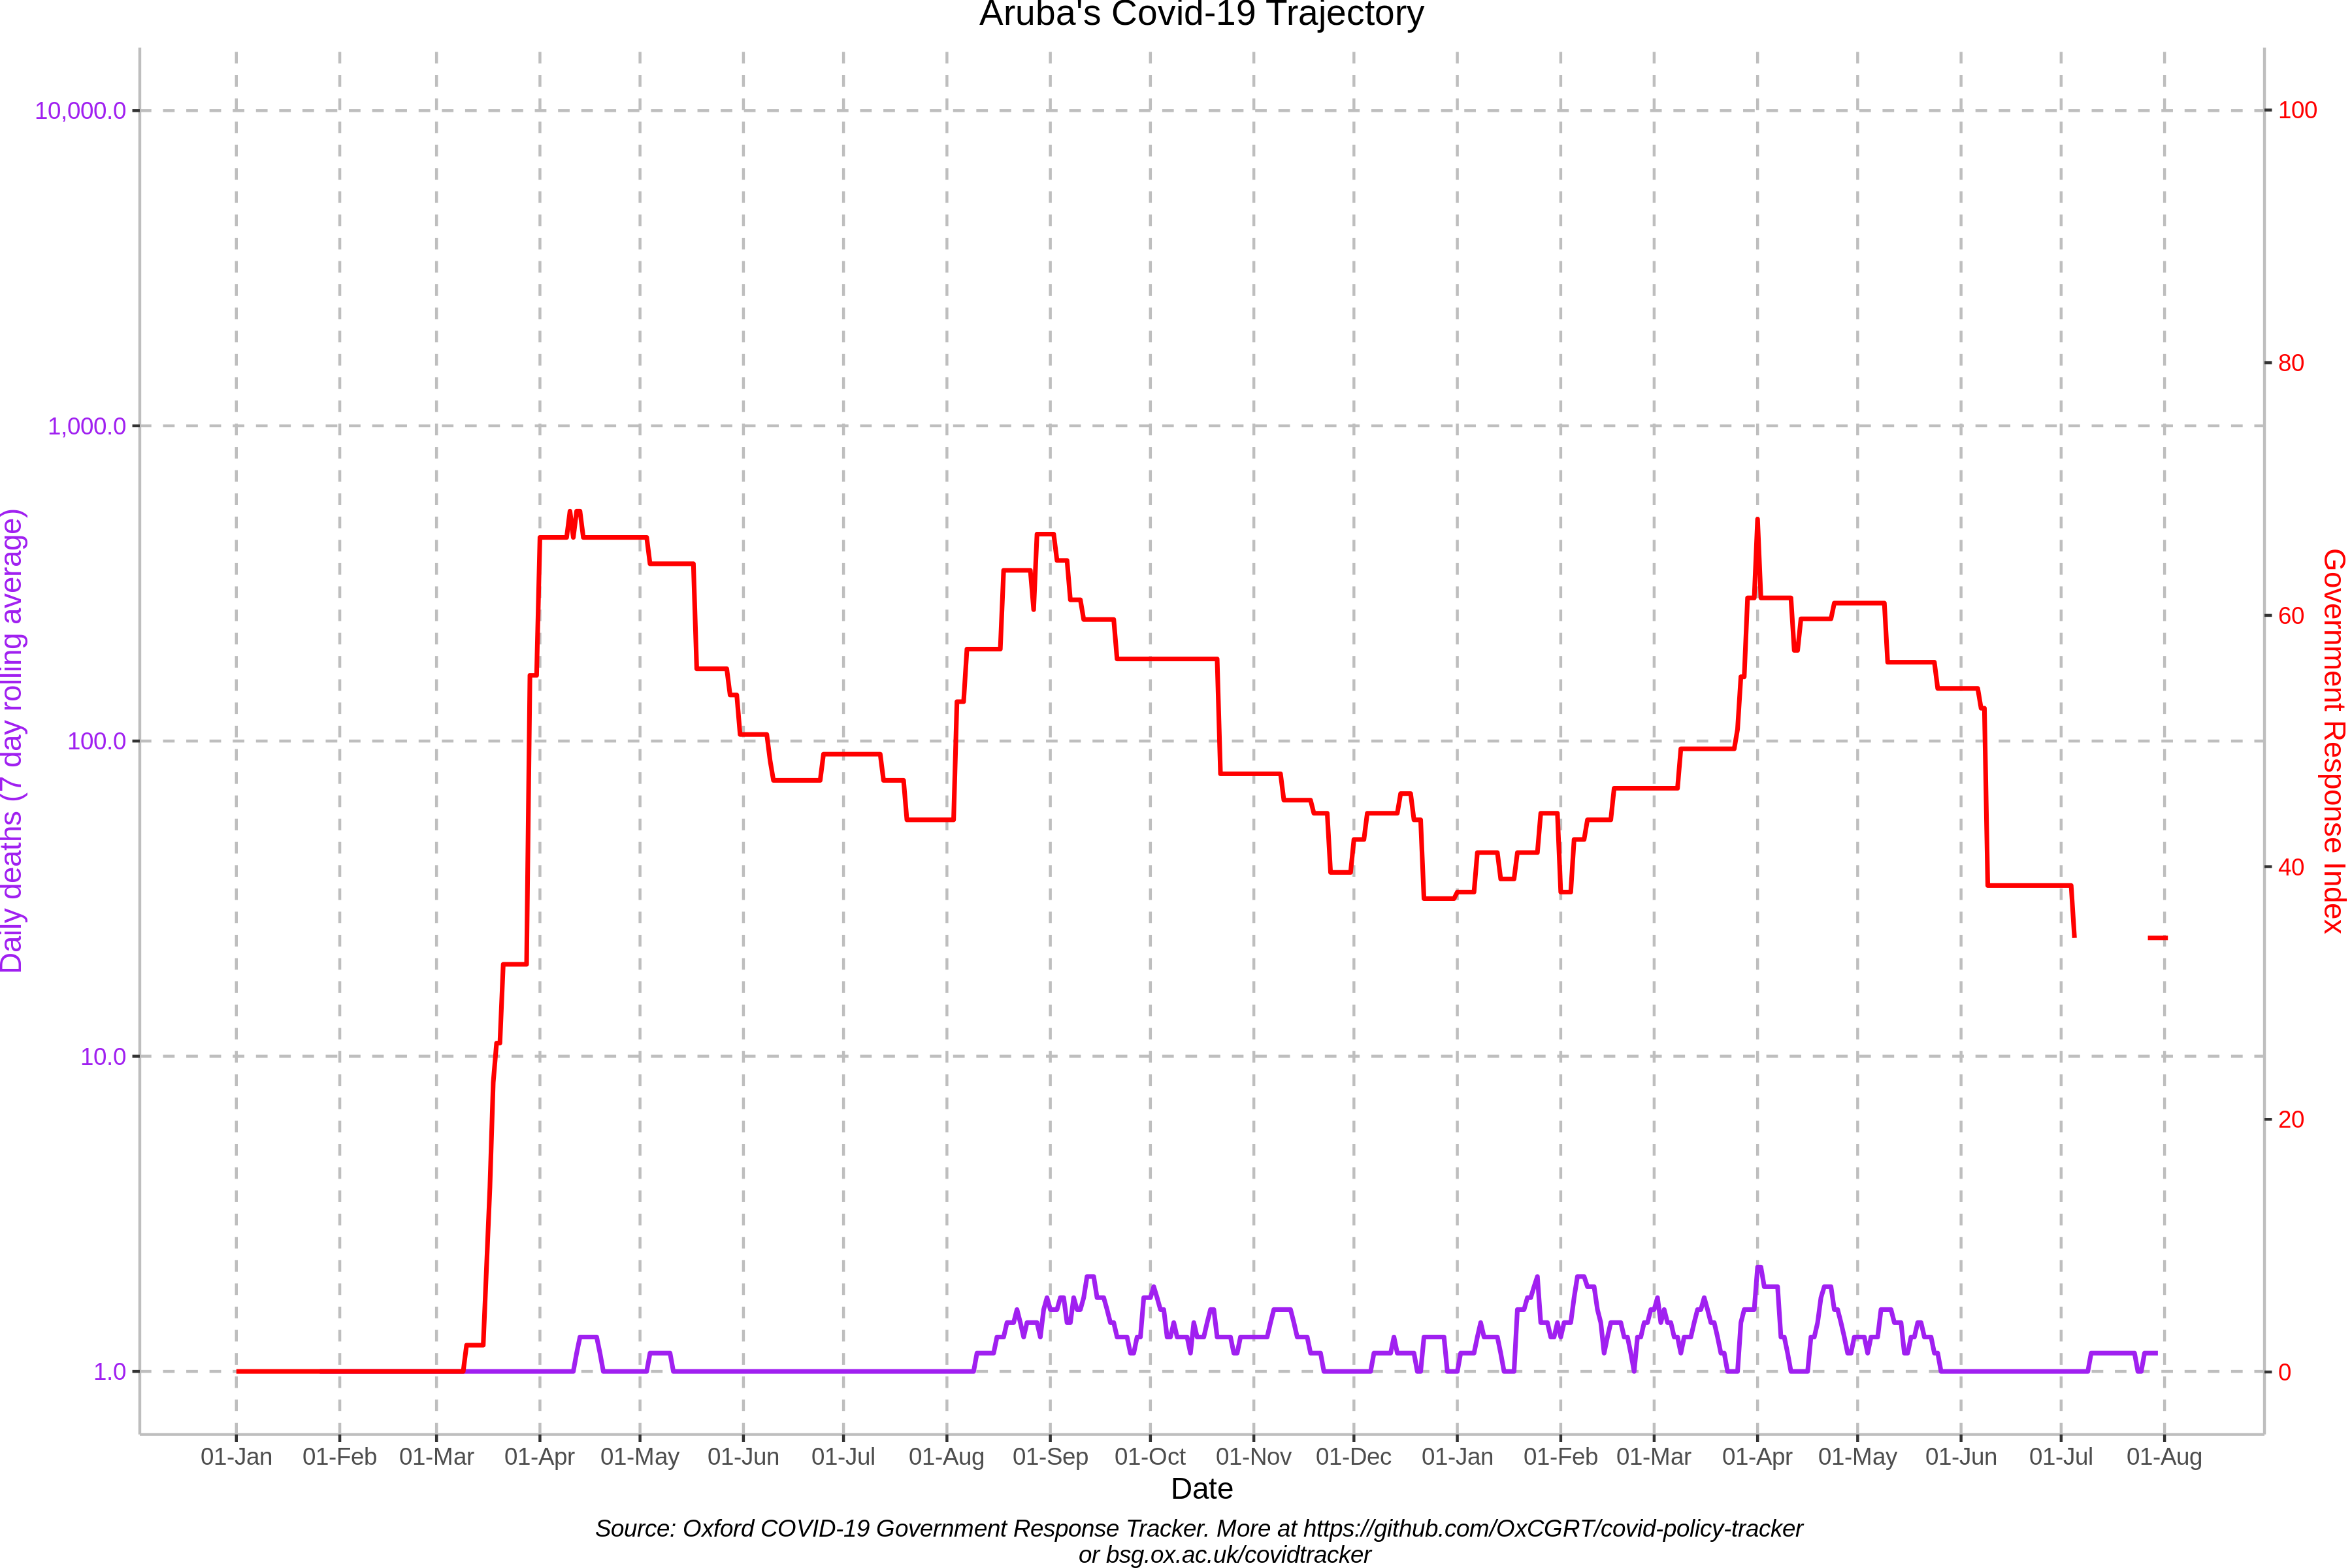 Aruba's Covid-19 Trajectory
10,000.0
1,000.0
100.0
10.0
1.0
Daily deaths (7 day rolling average)
100
80
60
40
20
0
Government Response Index
01-Jan 01-Feb 01-Mar 01-Apr 01-May 01-Jun 01-Jul 01-Aug 01-Sep 01-Oct 01-Nov 01-Dec 01-Jan 01-Feb 01-Mar 01-Apr 01-May 01-Jun 01-Jul 01-Aug
Date
Source: Oxford COVID-19 Government Response Tracker. More at https://github.com/OxCGRT/covid-policy-tracker
or bsg.ox.ac.uk/covidtracker